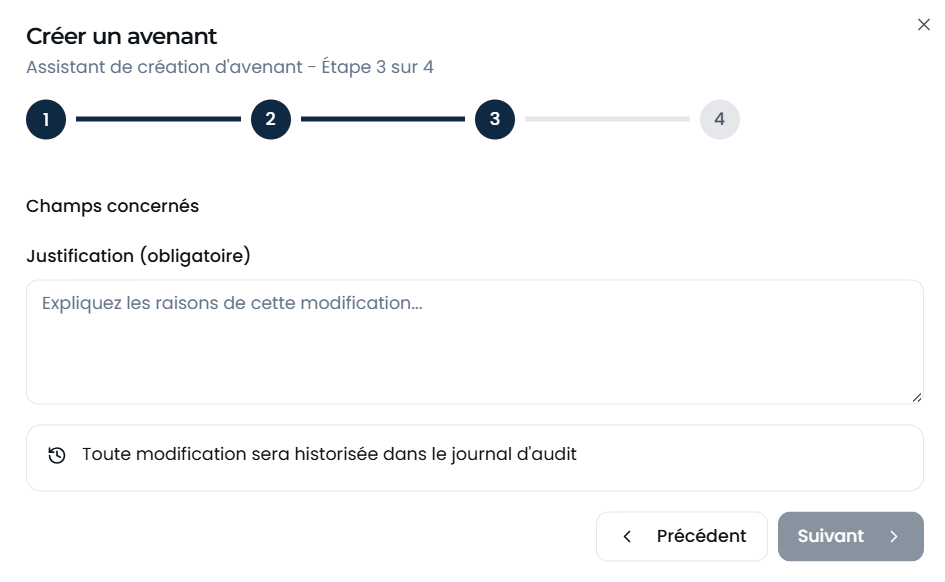 Créer un avenant
Assistant de création d'avenant - Étape 3 sur 4
1
2
3
4
Champs concernés
Justification (obligatoire)
Expliquez les raisons de cette modification...
Toute modification sera historisée dans le journal d'audit
Précédent
Suivant